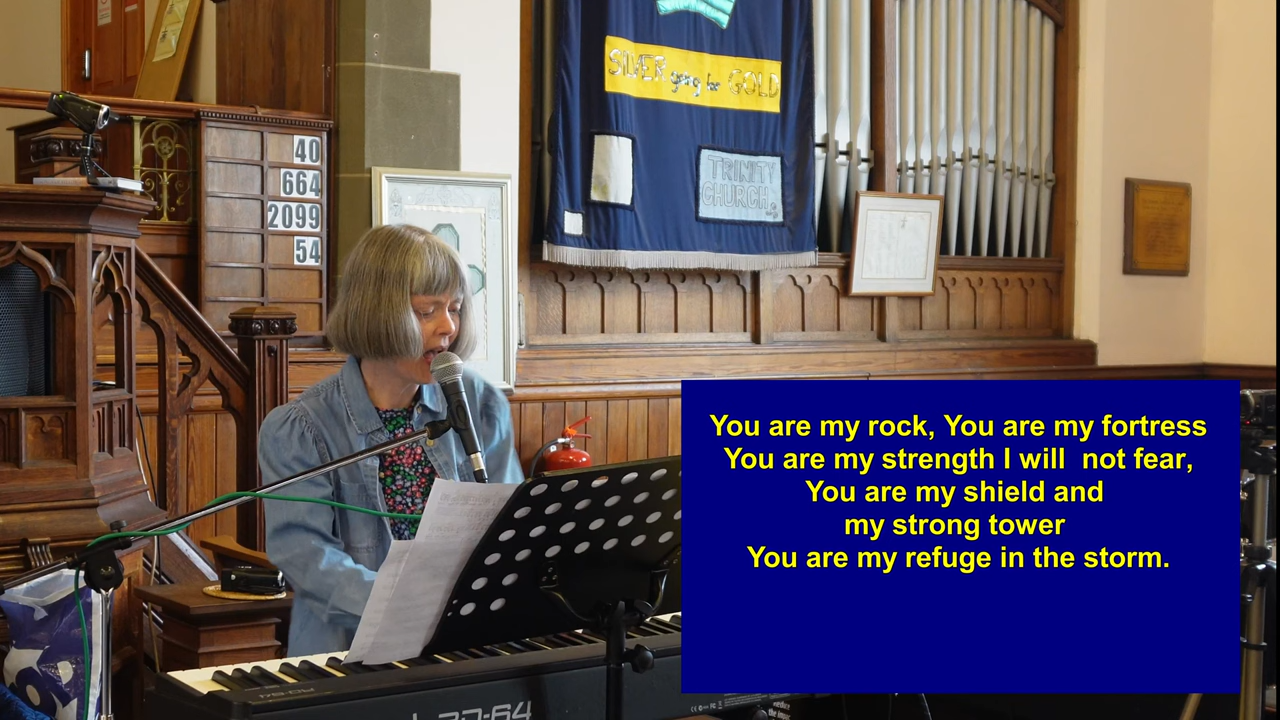 SILVER going for GOLD
40
664
2099
54
TRINITY
CHURCH
You are my rock, You are my fortress
You are my strength I will not fear,
You are my shield and
my strong tower
You are my refuge in the storm.